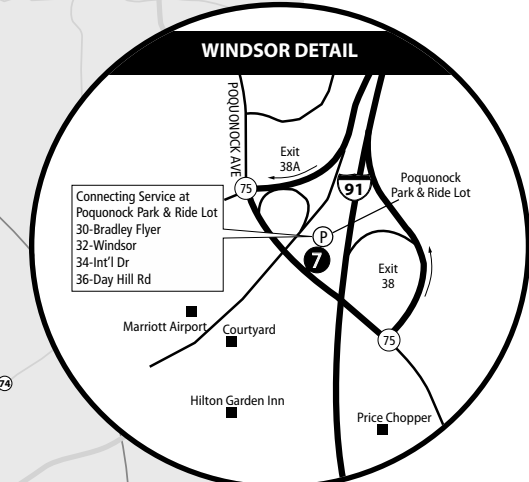 WINDSOR DETAIL
POQUONOCK AVE
Exit
38A
75
91
Poquonock
Park & Ride Lot
Connecting Service at
Poquonock Park & Ride Lot
30-Bradley Flyer
32-Windsor
34-Int'l Dr
36-Day Hill Rd
P
7
Exit
38
Marriott Airport
Courtyard
75
74
Hilton Garden Inn
Price Chopper